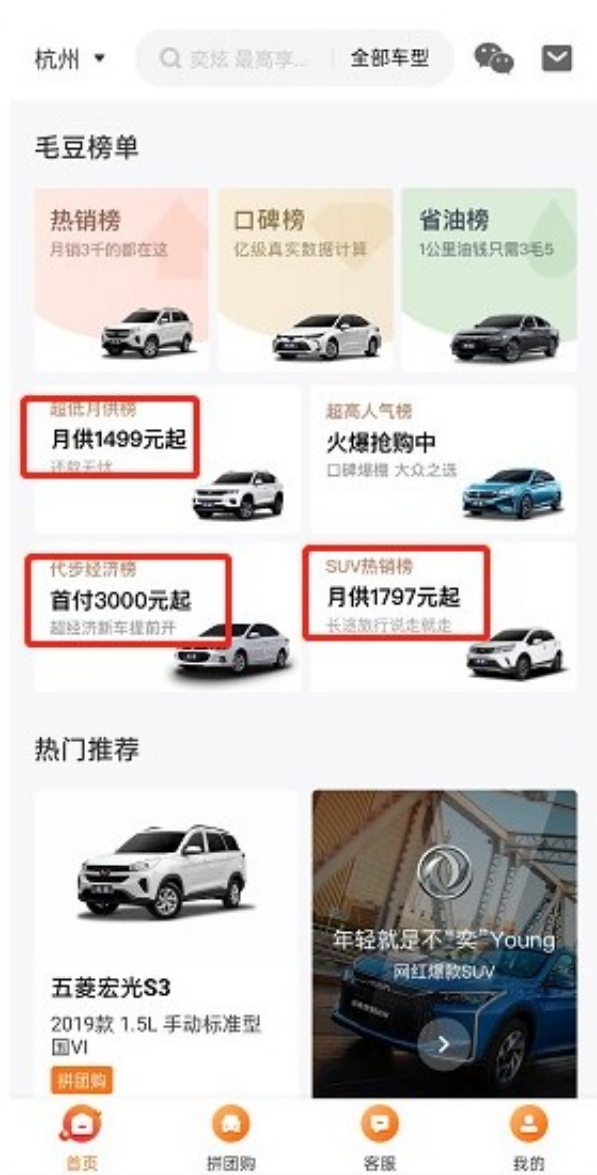 杭州
奕炫 最高享...
全部车型
毛豆榜单
热销榜
月销3千的都在这
口碑榜
亿级真实数据计算
省油榜
1公里油钱只需3毛5
超低月供榜
月供1499元起
还款无忧
超高人气榜
火爆抢购中
口碑爆棚 大众之选
代步经济榜
首付3000元起
超经济新车提前开
SUV热销榜
月供1797元起
长途旅行说走就走
热门推荐
五菱宏光S3
2019款 1.5L 手动标准型
国VI
拼团购
年轻就是不“奕”Young
网红爆款SUV
首页
拼团购
客服
我的